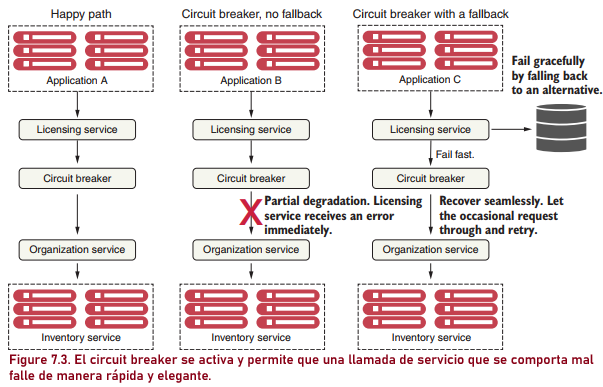 Happy path
Circuit breaker, no fallback
Circuit breaker with a fallback
Application A
Application B
Application C
Fail gracefully
by falling back
to an alternative.
Licensing service
Licensing service
Licensing service
Fail fast.
Circuit breaker
Circuit breaker
Circuit breaker
X
Partial degradation. Licensing
service receives an error
immediately.
Recover seamlessly. Let
the occasional request
through and retry.
Organization service
Organization service
Organization service
Inventory service
Inventory service
Inventory service
Figure 7.3. El circuit breaker se activa y permite que una llamada de servicio que se comporta mal
falle de manera rápida y elegante.